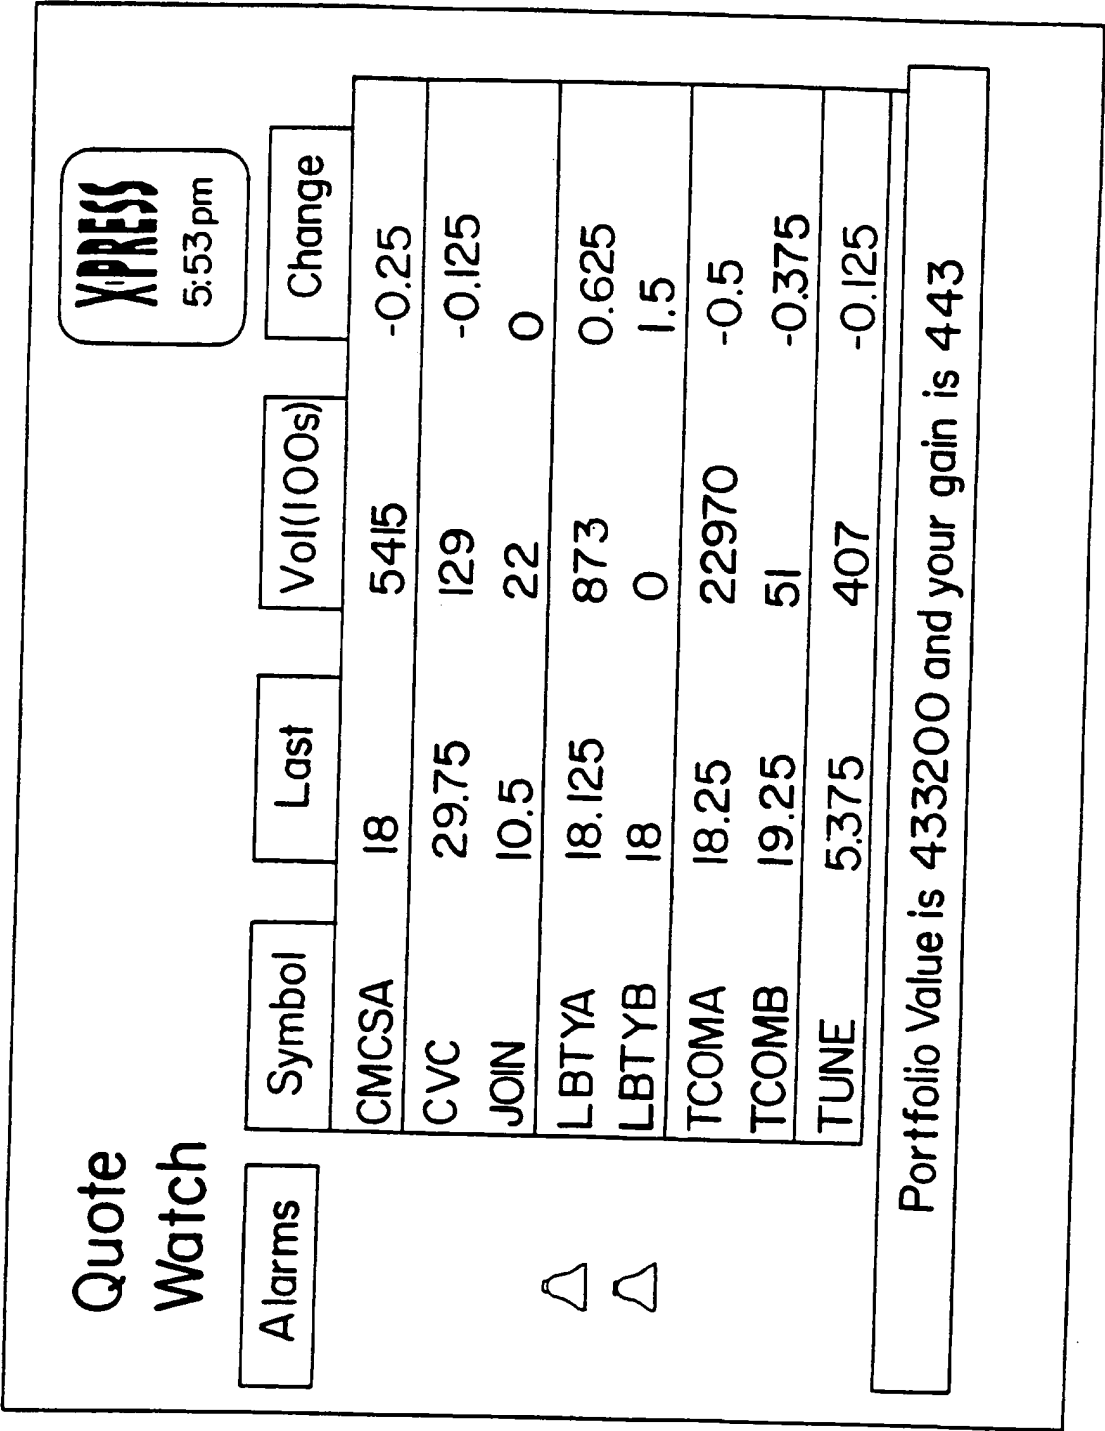 Quote
Watch
XPRESS
5:53pm
Alarms Symbol Last Vol(100s) Change
CMCSA 18 5415 -0.25
CVC 29.75 129 -0.125
JOIN 10.5 22 0
LBTYA 18.125 873 0.625
LBTYB 18 0 1.5
TCOMA 18.25 22970 -0.5
TCOMB 19.25 51 -0.375
TUNE 5.375 407 -0.125
Portfolio Value is 433200 and your gain is 443